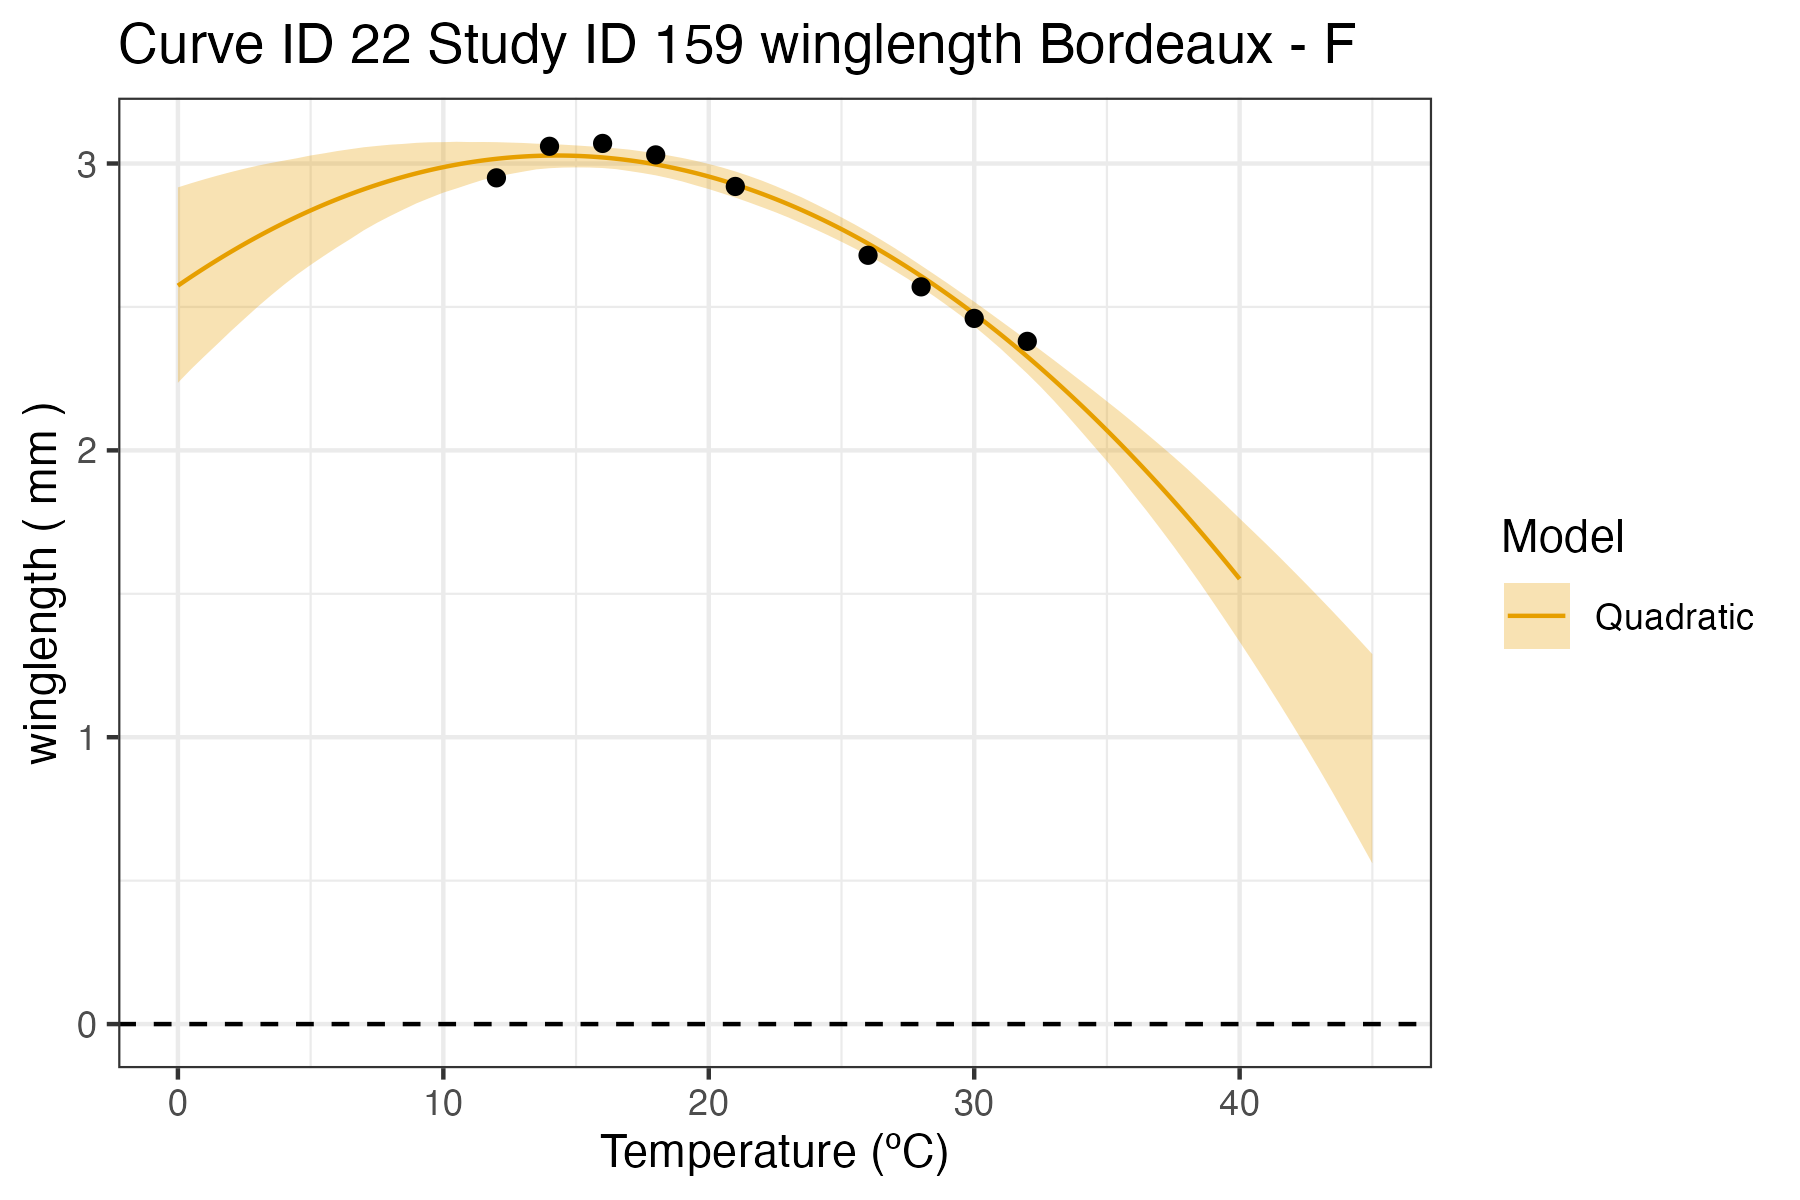 Curve ID 22 Study ID 159 winglength Bordeaux - F
winglength ( mm )
3
2
1
0
0 10 20 30 40
Temperature (ºC)
Model
Quadratic